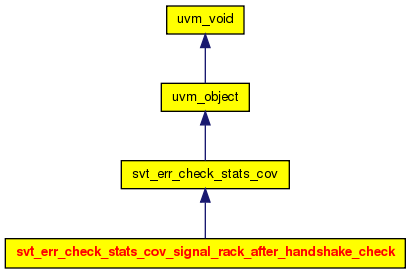 uvm_void
uvm_object
svt_err_check_stats_cov
svt_err_check_stats_cov_signal_rack_after_handshake_check